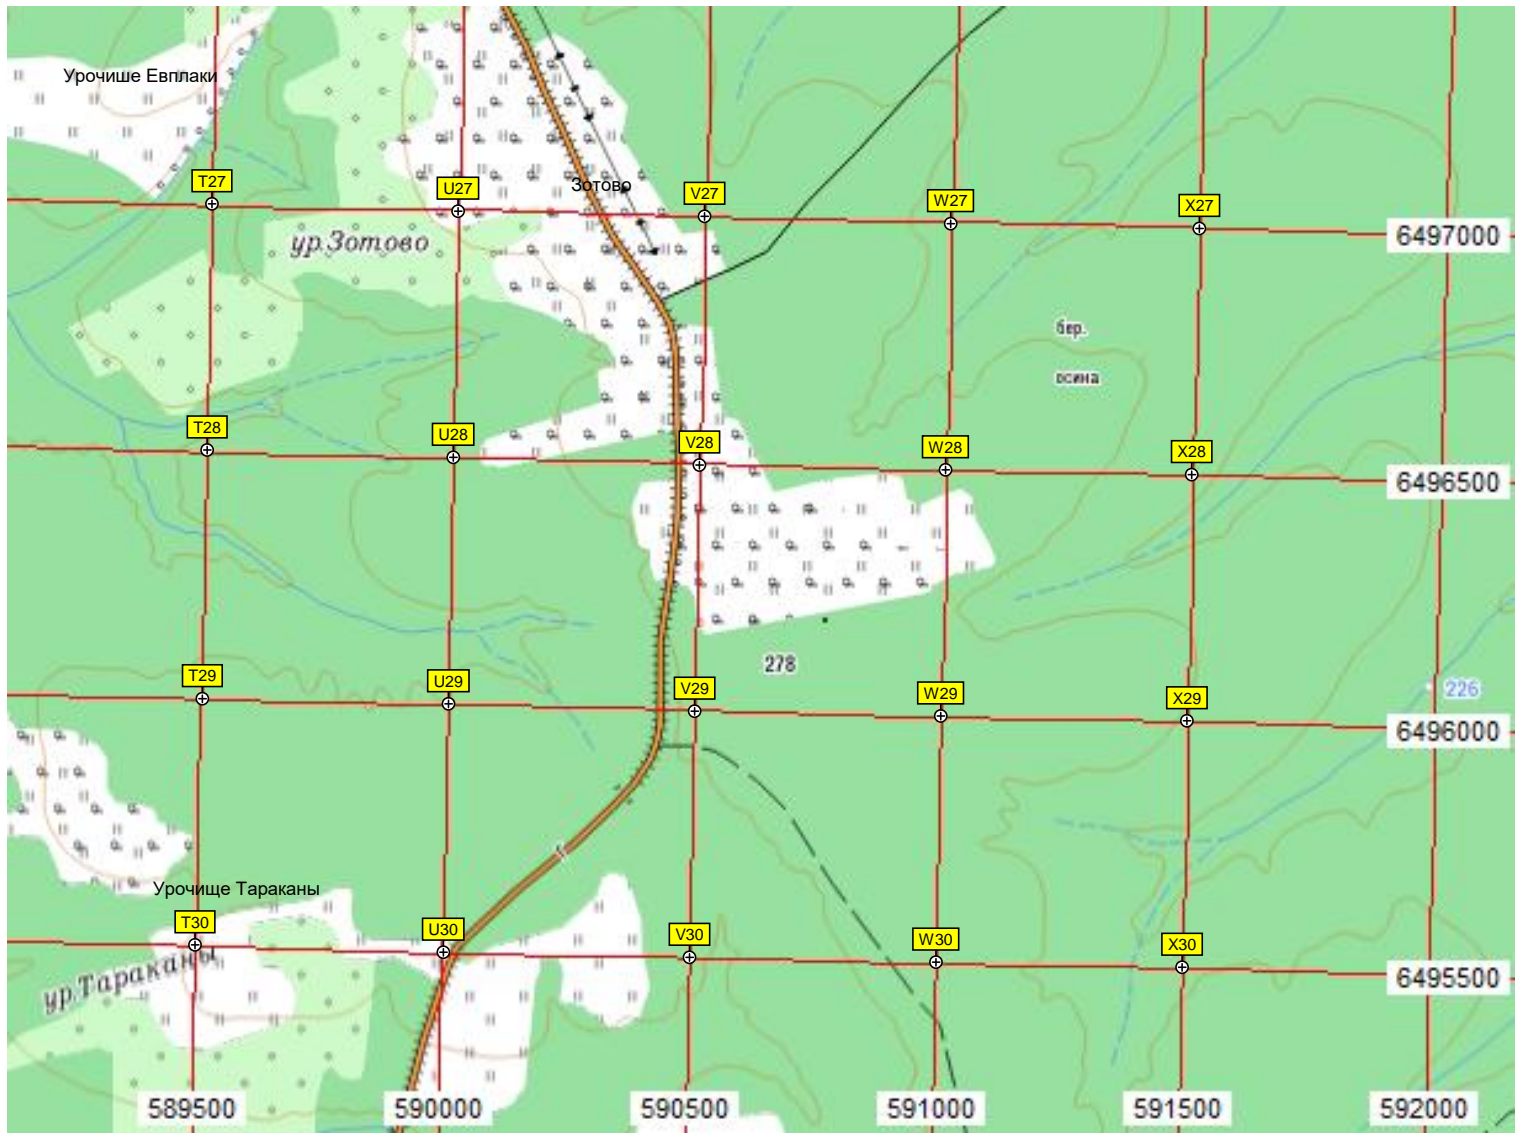 Урочише Евплаки
T27
U27
Зотово
V27
W27
X27
6497000
ур.Зотово
бер.
осина
T28
U28
V28
W28
X28
6496500
278
T29
U29
V29
W29
X29
226
6496000
Урочище Тараканы
T30
U30
V30
W30
X30
ур.Тараканы
6495500
589500
590000
590500
591000
591500
592000